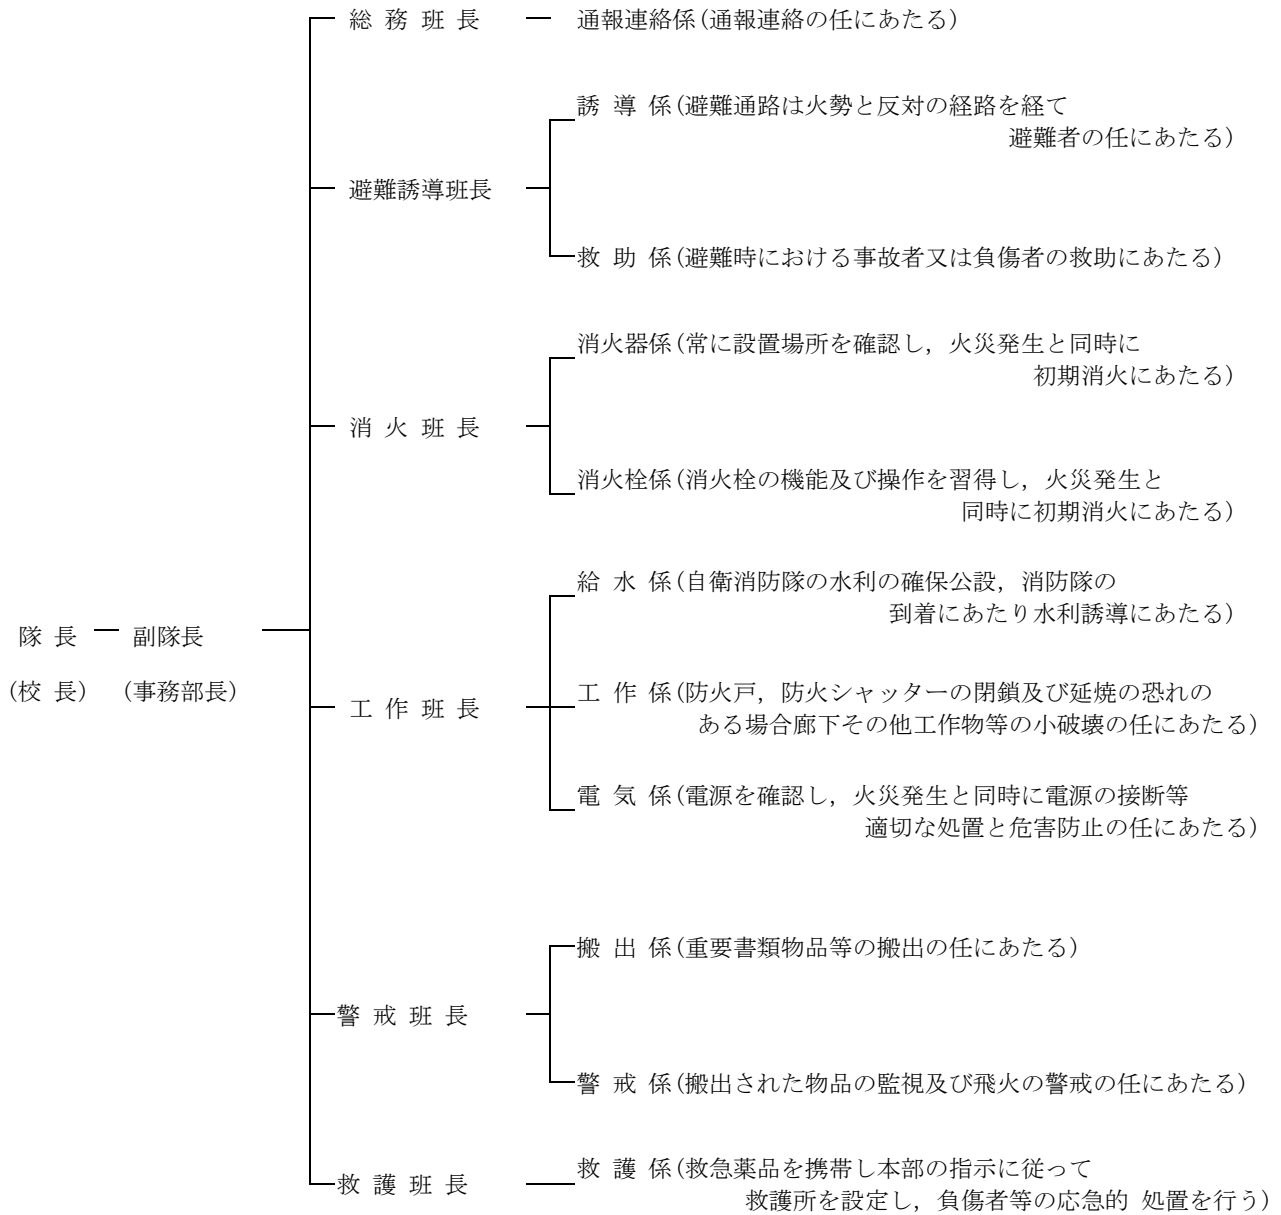 総 務 班 長
通報連絡係(通報連絡の任にあたる)
誘 導 係(避難通路は火勢と反対の経路を経て
避難者の任にあたる)
避難誘導班長
救 助 係(避難時における事故者又は負傷者の救助にあたる)
消火器係(常に設置場所を確認し，火災発生と同時に
初期消火にあたる)
消 火 班 長
消火栓係(消火栓の機能及び操作を習得し，火災発生と
同時に初期消火にあたる)
給 水 係(自衛消防隊の水利の確保公設，消防隊の
到着にあたり水利誘導にあたる)
隊 長
副隊長
(校 長)
(事務部長)
工 作 班 長
工 作 係(防火戸，防火シャッターの閉鎖及び延焼の恐れの
ある場合廊下その他工作物等の小破壊の任にあたる)
電 気 係(電源を確認し，火災発生と同時に電源の接断等
適切な処置と危害防止の任にあたる)
搬 出 係(重要書類物品等の搬出の任にあたる)
警 戒 班 長
警 戒 係(搬出された物品の監視及び飛火の警戒の任にあたる)
救 護 班 長
救 護 係(救急薬品を携帯し本部の指示に従って
救護所を設定し，負傷者等の応急的 処置を行う)